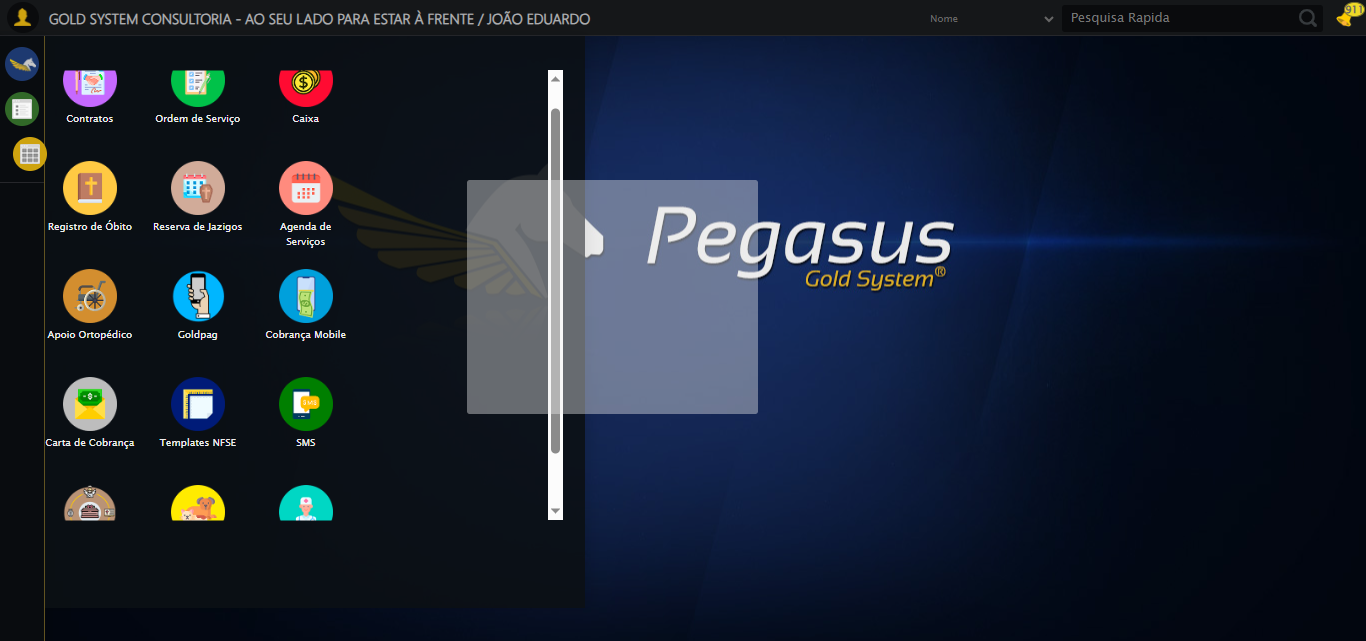 GOLD SYSTEM CONSULTORIA - AO SEU LADO PARA ESTAR À FRENTE / JOÃO EDUARDO
Nome
Pesquisa Rapida
911
Contratos
Ordem de Serviço
Caixa
Registro de Óbito
Reserva de Jazigos
Agenda de
Serviços
Pegasus
Gold System®
Apoio Ortopédico
Goldpag
Cobrança Mobile
Carta de Cobrança
Templates NFSE
SMS